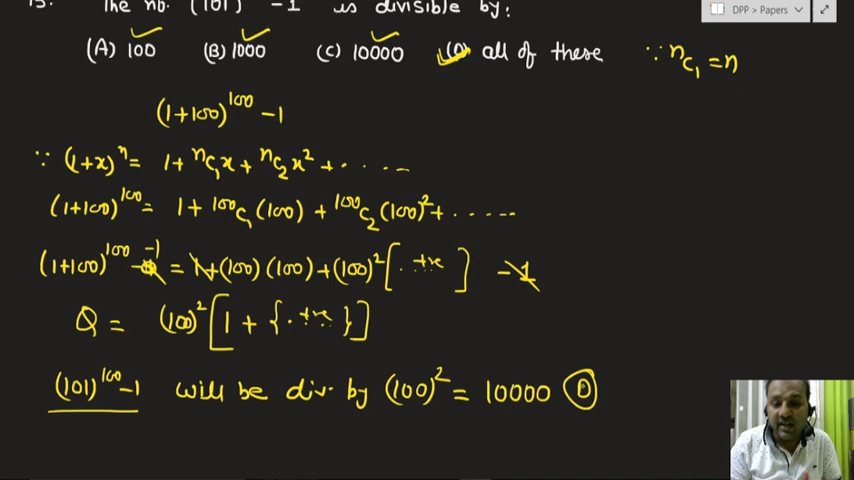 The no. (101) -1 is divisible by:
DPP > Papers
(A) 100 (B) 1000 (C) 10000 (D) all of these ∵ ⁿC₁ = n
(1+100)¹⁰⁰ -1
∵ (1+x)ⁿ = 1 + ⁿC₁x + ⁿC₂x² + .....
(1+100)¹⁰⁰ = 1 + ¹⁰⁰C₁(100) + ¹⁰⁰C₂(100)² + ......
(1+100)¹⁰⁰ -1 = 1+(100)(100)+(100)²[. +ve ] -1
Q = (100)²[1 + {. +ve }]
(101)¹⁰⁰-1 will be div. by (100)² = 10000 (D)